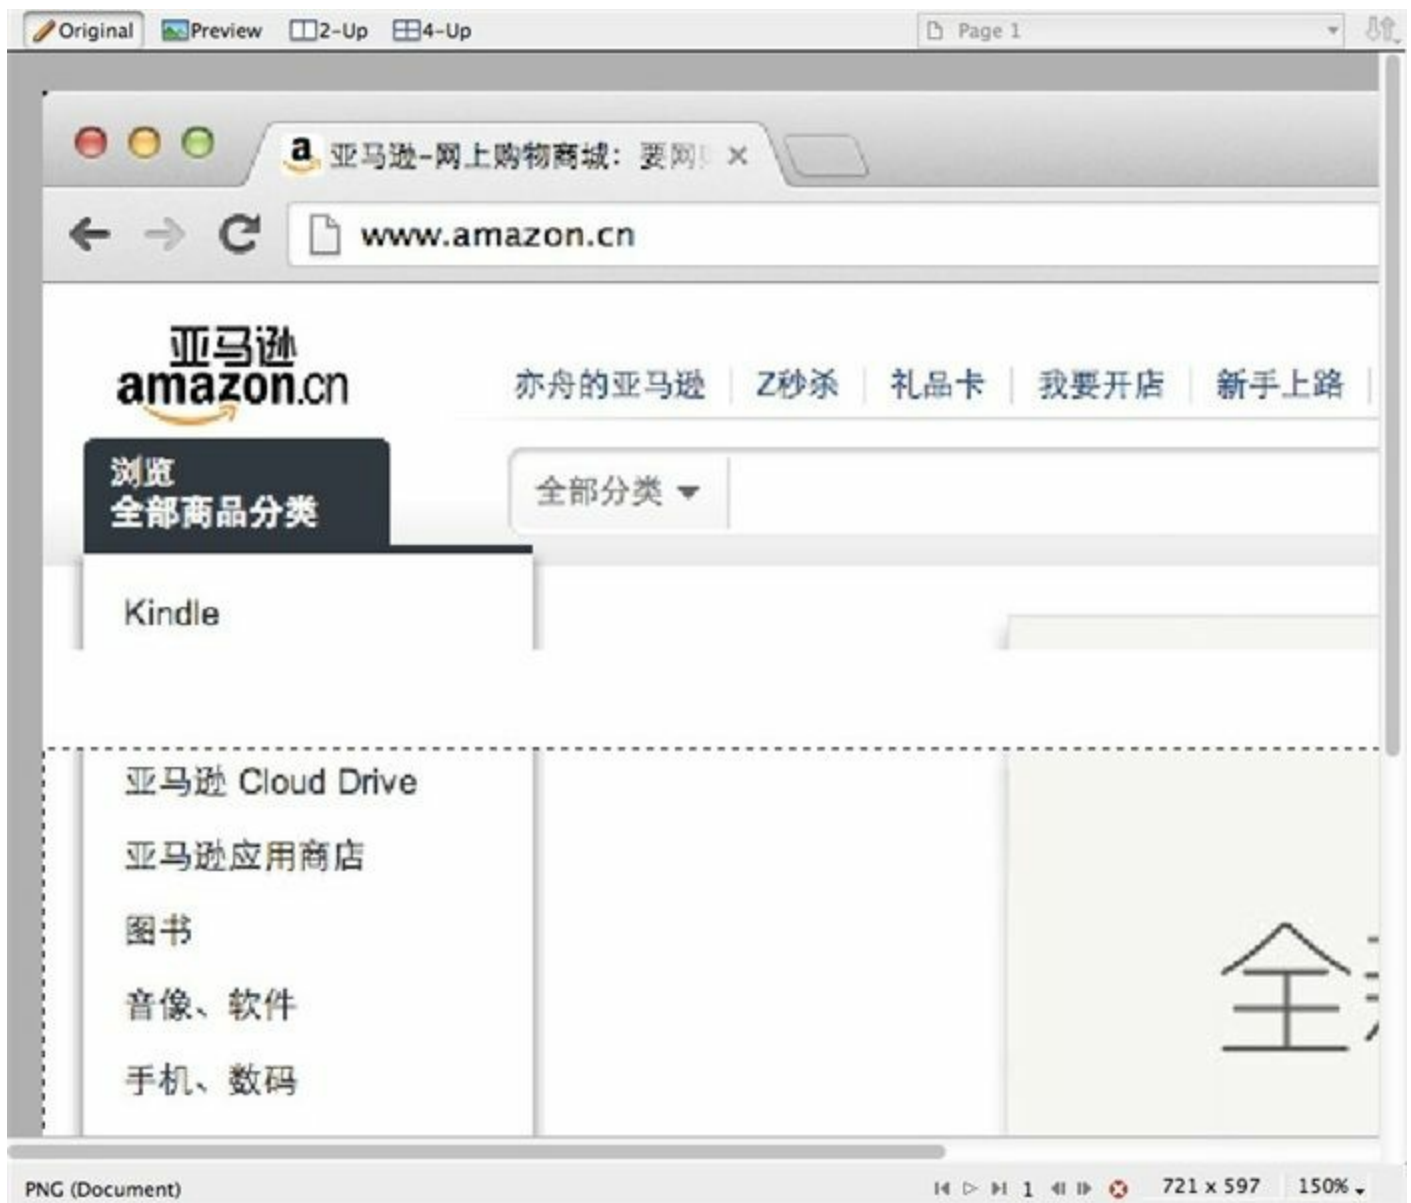 Original Preview 2-Up 4-Up Page 1
亚马逊-网上购物商城：要网
www.amazon.cn
亚马逊
amazon.cn
亦舟的亚马逊 Z秒杀 礼品卡 我要开店 新手上路
浏览
全部商品分类
全部分类
Kindle
亚马逊 Cloud Drive
亚马逊应用商店
图书
音像、软件
手机、数码
全
PNG (Document) 1 721 x 597 150%